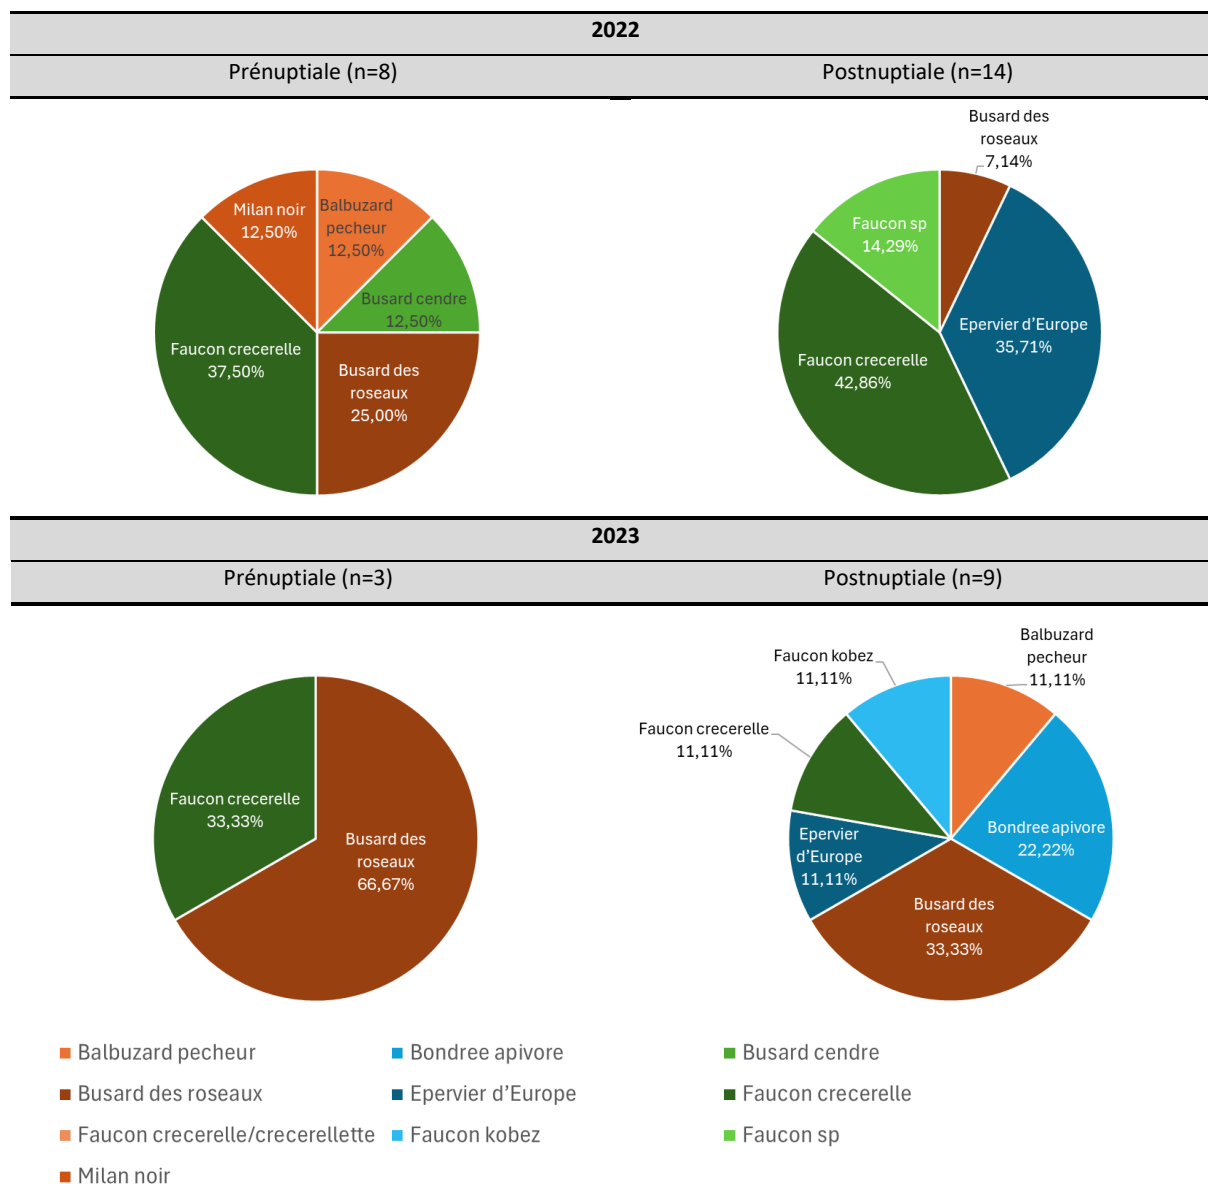 2022
Prénuptiale (n=8)
Postnuptiale (n=14)
Milan noir
12,50%
Balbuzard
pecheur
12,50%
Busard cendre
12,50%
Faucon crecerelle
37,50%
Busard des
roseaux
25,00%
Busard des
roseaux
7,14%
Faucon sp
14,29%
Epervier d’Europe
35,71%
Faucon crecerelle
42,86%
2023
Prénuptiale (n=3)
Postnuptiale (n=9)
Faucon crecerelle
33,33%
Busard des
roseaux
66,67%
Balbuzard
pecheur
11,11%
Faucon kobez
11,11%
Faucon crecerelle
11,11%
Epervier
d’Europe
11,11%
Bondree apivore
22,22%
Busard des
roseaux
33,33%
Balbuzard pecheur
Bondree apivore
Busard cendre
Busard des roseaux
Epervier d’Europe
Faucon crecerelle
Faucon crecerelle/crecerellette
Faucon kobez
Faucon sp
Milan noir